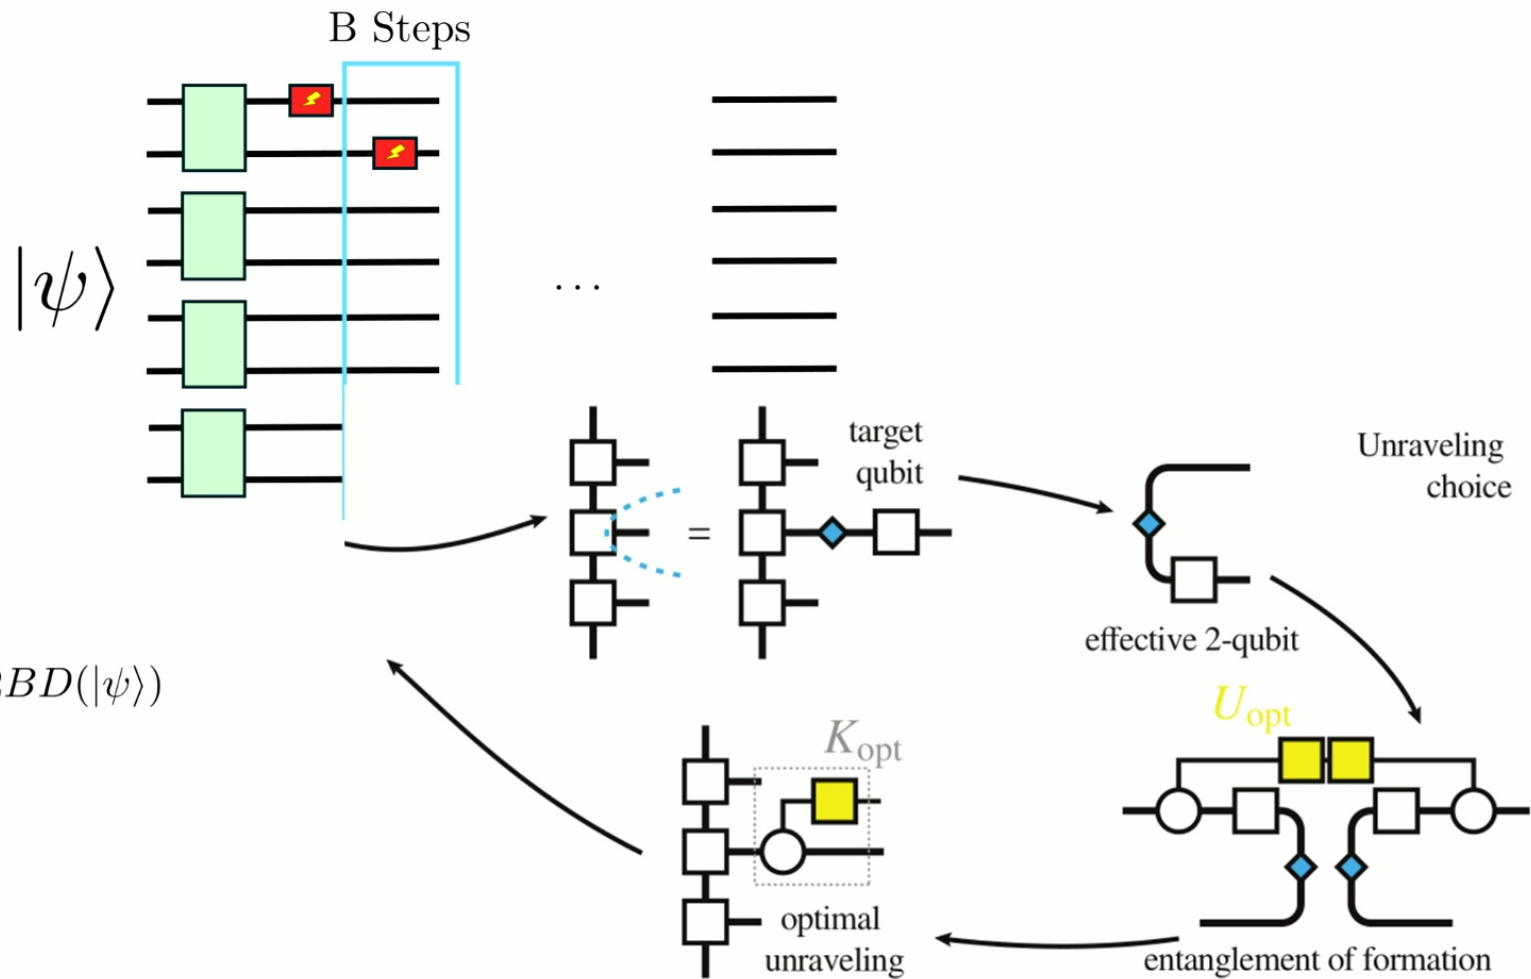 B Steps
|ψ⟩
...
target
qubit
=
Unraveling
choice
effective 2-qubit
BD(|ψ⟩)
U_opt
K_opt
optimal
unraveling
entanglement of formation